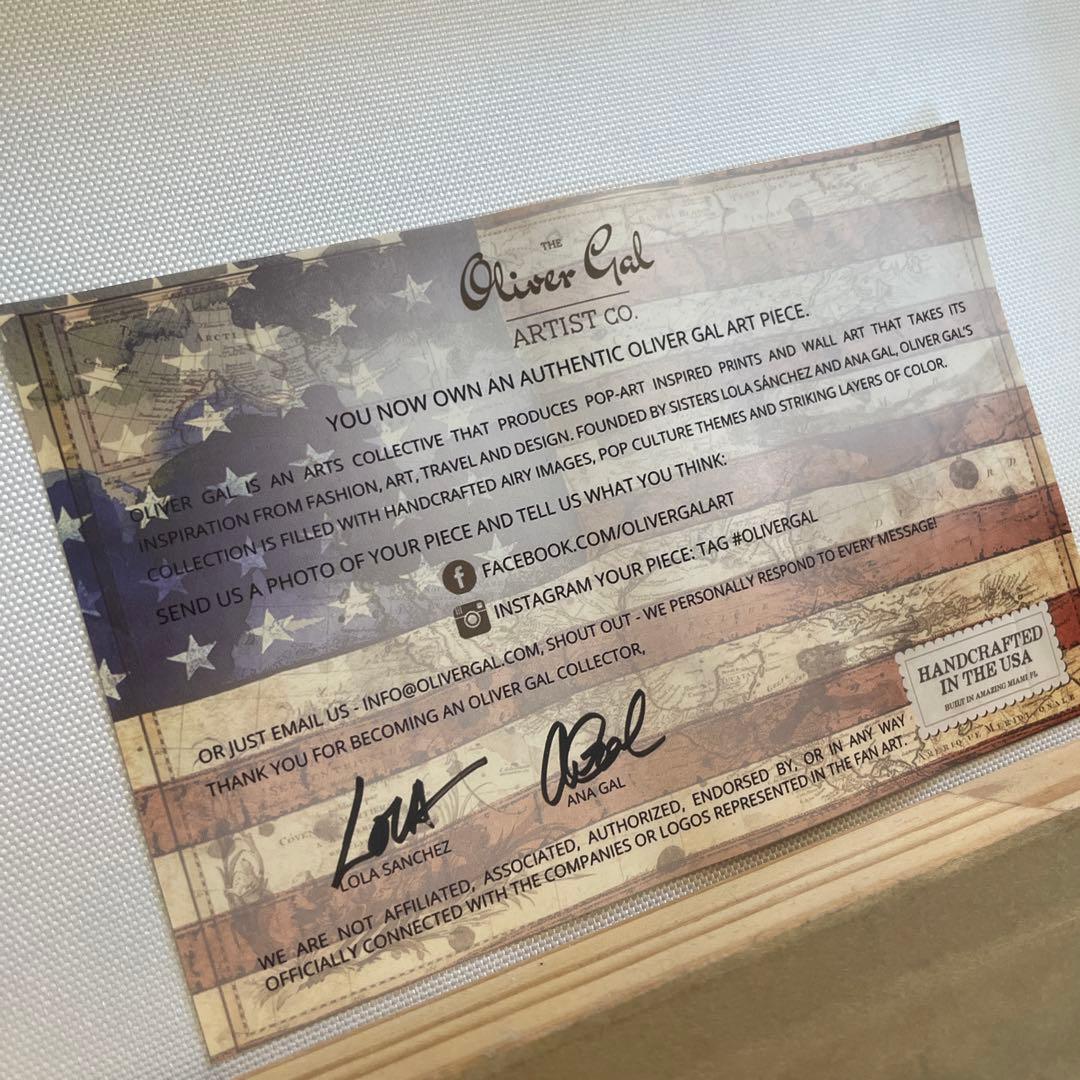 THE
Oliver Gal
ARTIST CO.
YOU NOW OWN AN AUTHENTIC OLIVER GAL ART PIECE.
OLIVER GAL IS AN ARTS COLLECTIVE THAT PRODUCES POP-ART INSPIRED PRINTS AND WALL ART THAT TAKES ITS
INSPIRATION FROM FASHION, ART, TRAVEL AND DESIGN. FOUNDED BY SISTERS LOLA SÁNCHEZ AND ANA GAL, OLIVER GAL'S
COLLECTION IS FILLED WITH HANDCRAFTED AIRY IMAGES, POP CULTURE THEMES AND STRIKING LAYERS OF COLOR.
SEND US A PHOTO OF YOUR PIECE AND TELL US WHAT YOU THINK:
f FACEBOOK.COM/OLIVERGALART
INSTAGRAM YOUR PIECE: TAG #OLIVERGAL
OR JUST EMAIL US - INFO@OLIVERGAL.COM, SHOUT OUT - WE PERSONALLY RESPOND TO EVERY MESSAGE!
THANK YOU FOR BECOMING AN OLIVER GAL COLLECTOR,
HANDCRAFTED
IN THE USA
BUILT IN AMAZING MIAMI FL
LOLA
LOLA SANCHEZ
ANA GAL
WE ARE NOT AFFILIATED, ASSOCIATED, AUTHORIZED, ENDORSED BY, OR IN ANY WAY
OFFICIALLY CONNECTED WITH THE COMPANIES OR LOGOS REPRESENTED IN THE FAN ART.